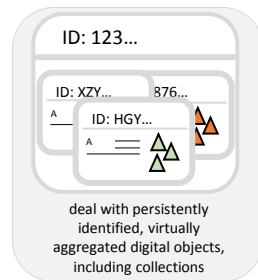 ID: 123...
ID: XZY...
876...
A
ID: HGY...
A
deal with persistently
identified, virtually
aggregated digital objects,
including collections